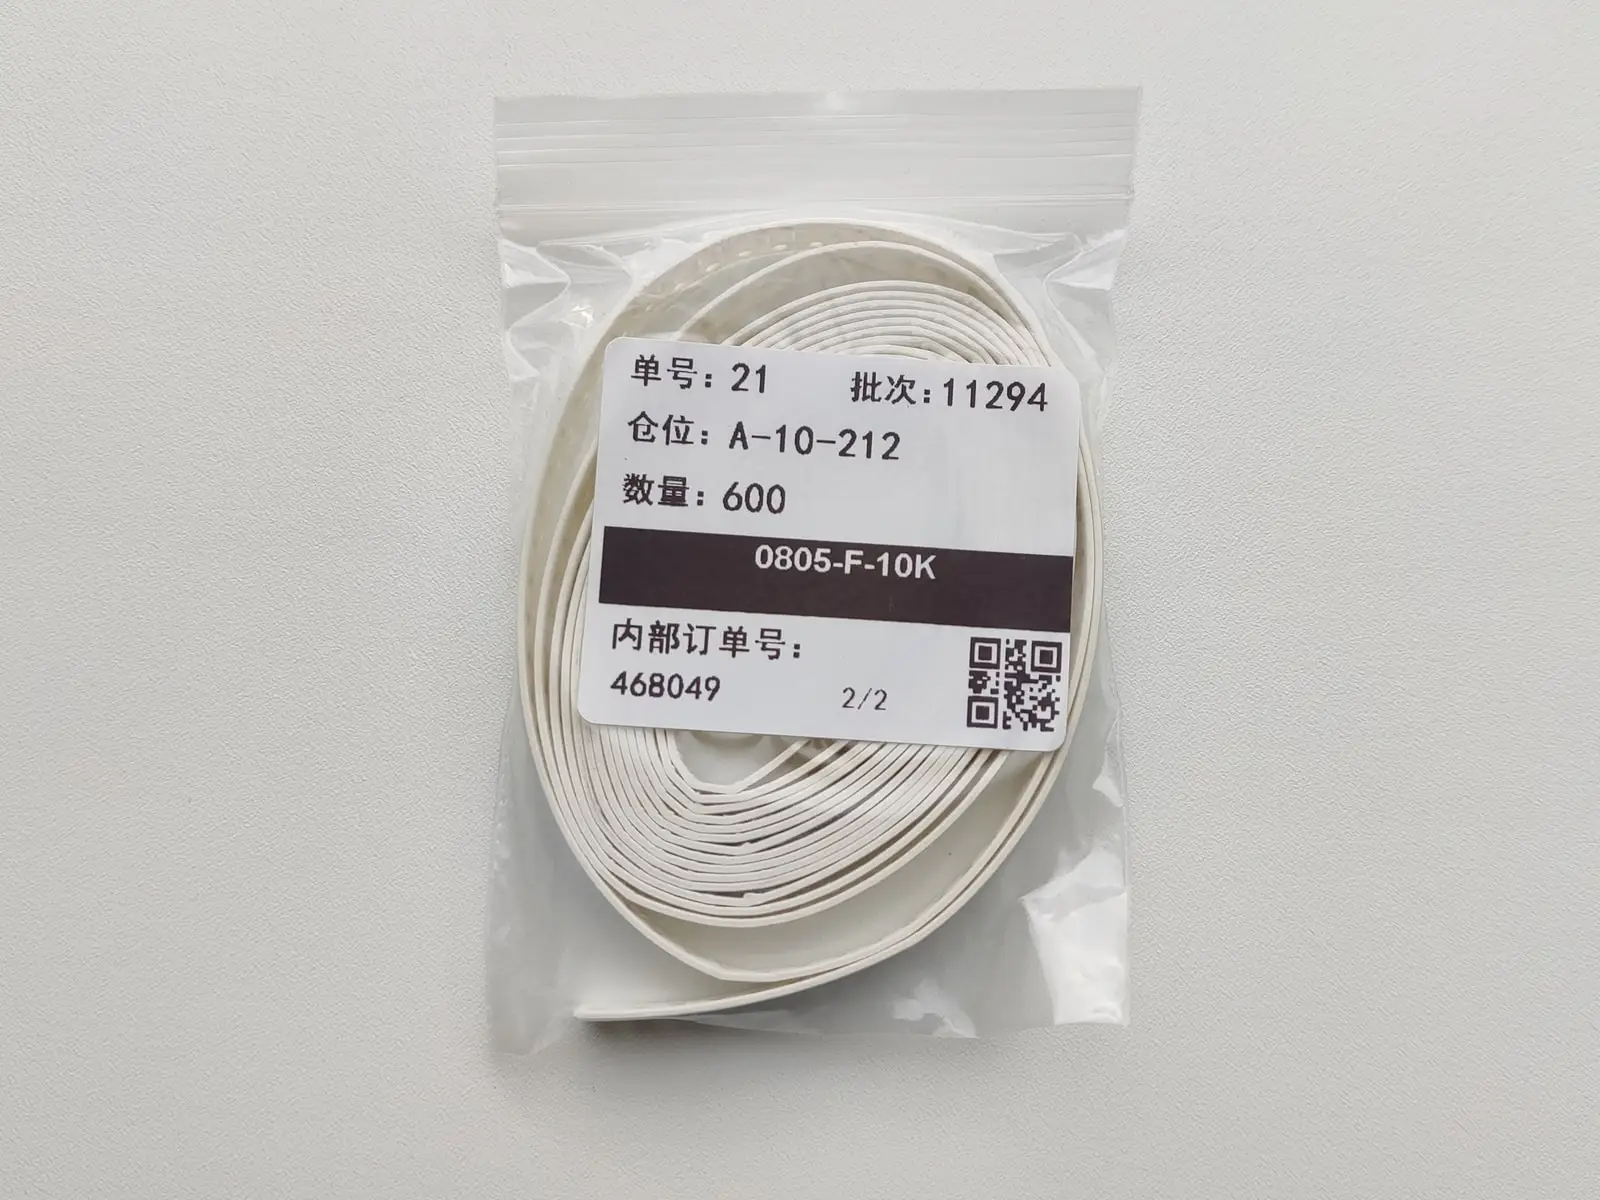 单号: 21 批次: 11294
仓位: A-10-212
数量: 600
0805-F-10K
内部订单号:
468049 2/2